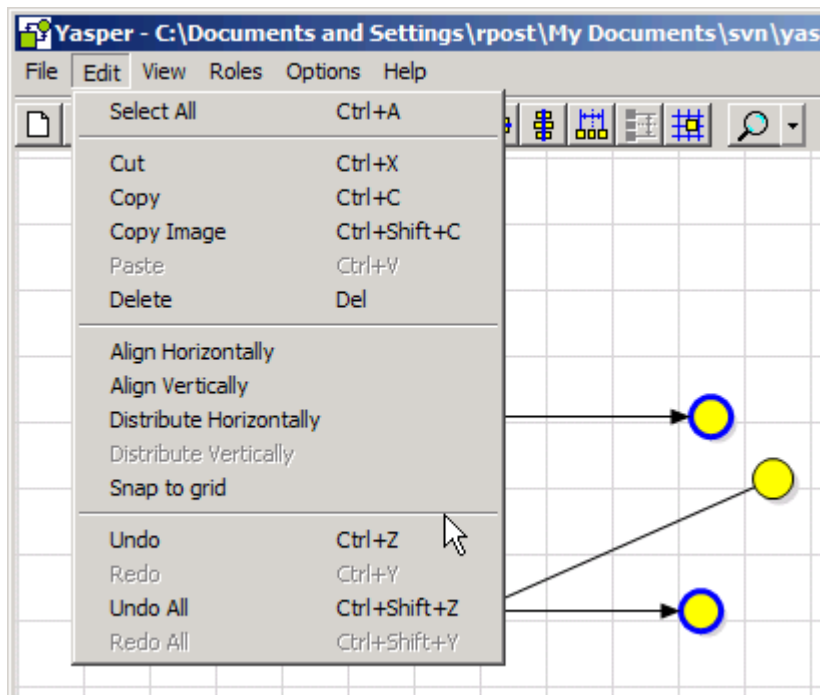 Yasper - C:\Documents and Settings\rpost\My Documents\svn\yas
File Edit View Roles Options Help
Select All Ctrl+A
Cut Ctrl+X
Copy Ctrl+C
Copy Image Ctrl+Shift+C
Paste Ctrl+V
Delete Del
Align Horizontally
Align Vertically
Distribute Horizontally
Distribute Vertically
Snap to grid
Undo Ctrl+Z
Redo Ctrl+Y
Undo All Ctrl+Shift+Z
Redo All Ctrl+Shift+Y